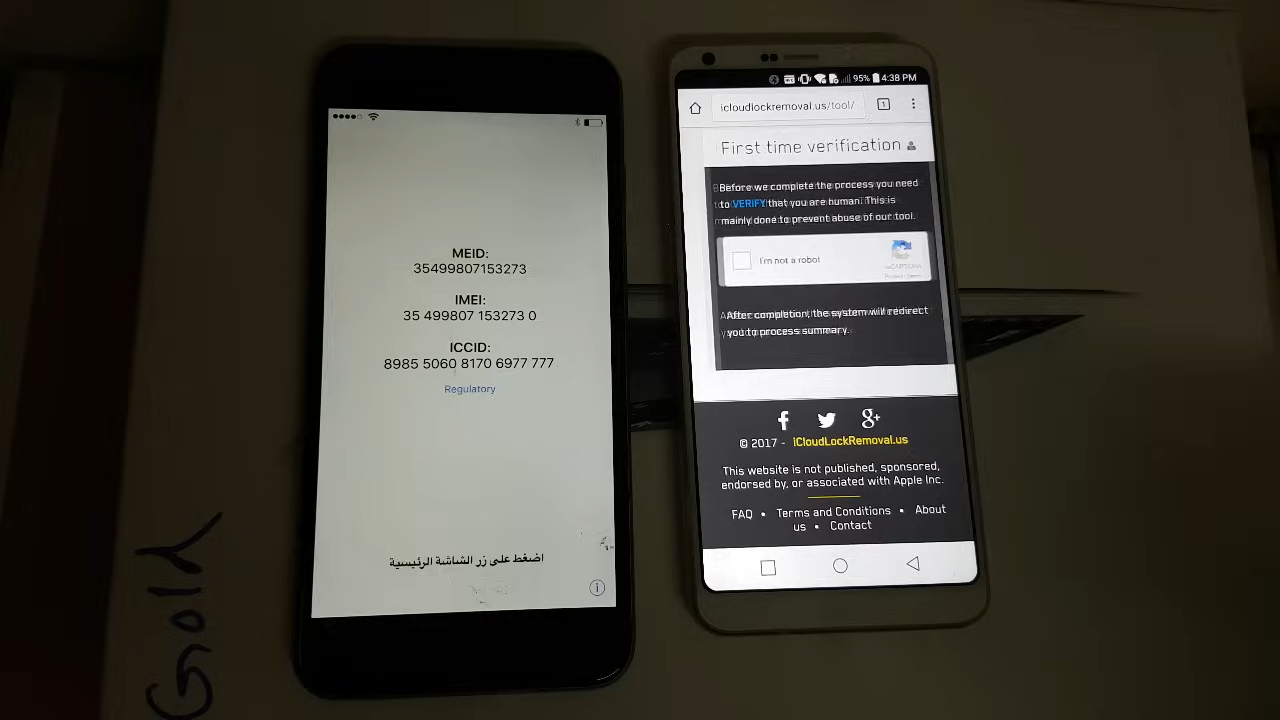 MEID:
35499807153273
IMEI:
35 499807 153273 0
ICCID:
8985 5060 8170 6977 777
Regulatory
اضغط على زر الشاشة الرئيسية
95% 4:38 PM
icloudlockremoval.us/tool/
1
First time verification
Before we complete the process you need
to VERIFY that you are human. This is
mainly done to prevent abuse of our tool.
I'm not a robot
reCAPTCHA
Privacy - Terms
After completion, the system will redirect
you to process summary.
© 2017 - iCloudLockRemoval.us
This website is not published, sponsored,
endorsed by, or associated with Apple Inc.
FAQ • Terms and Conditions • About
us • Contact
Gold